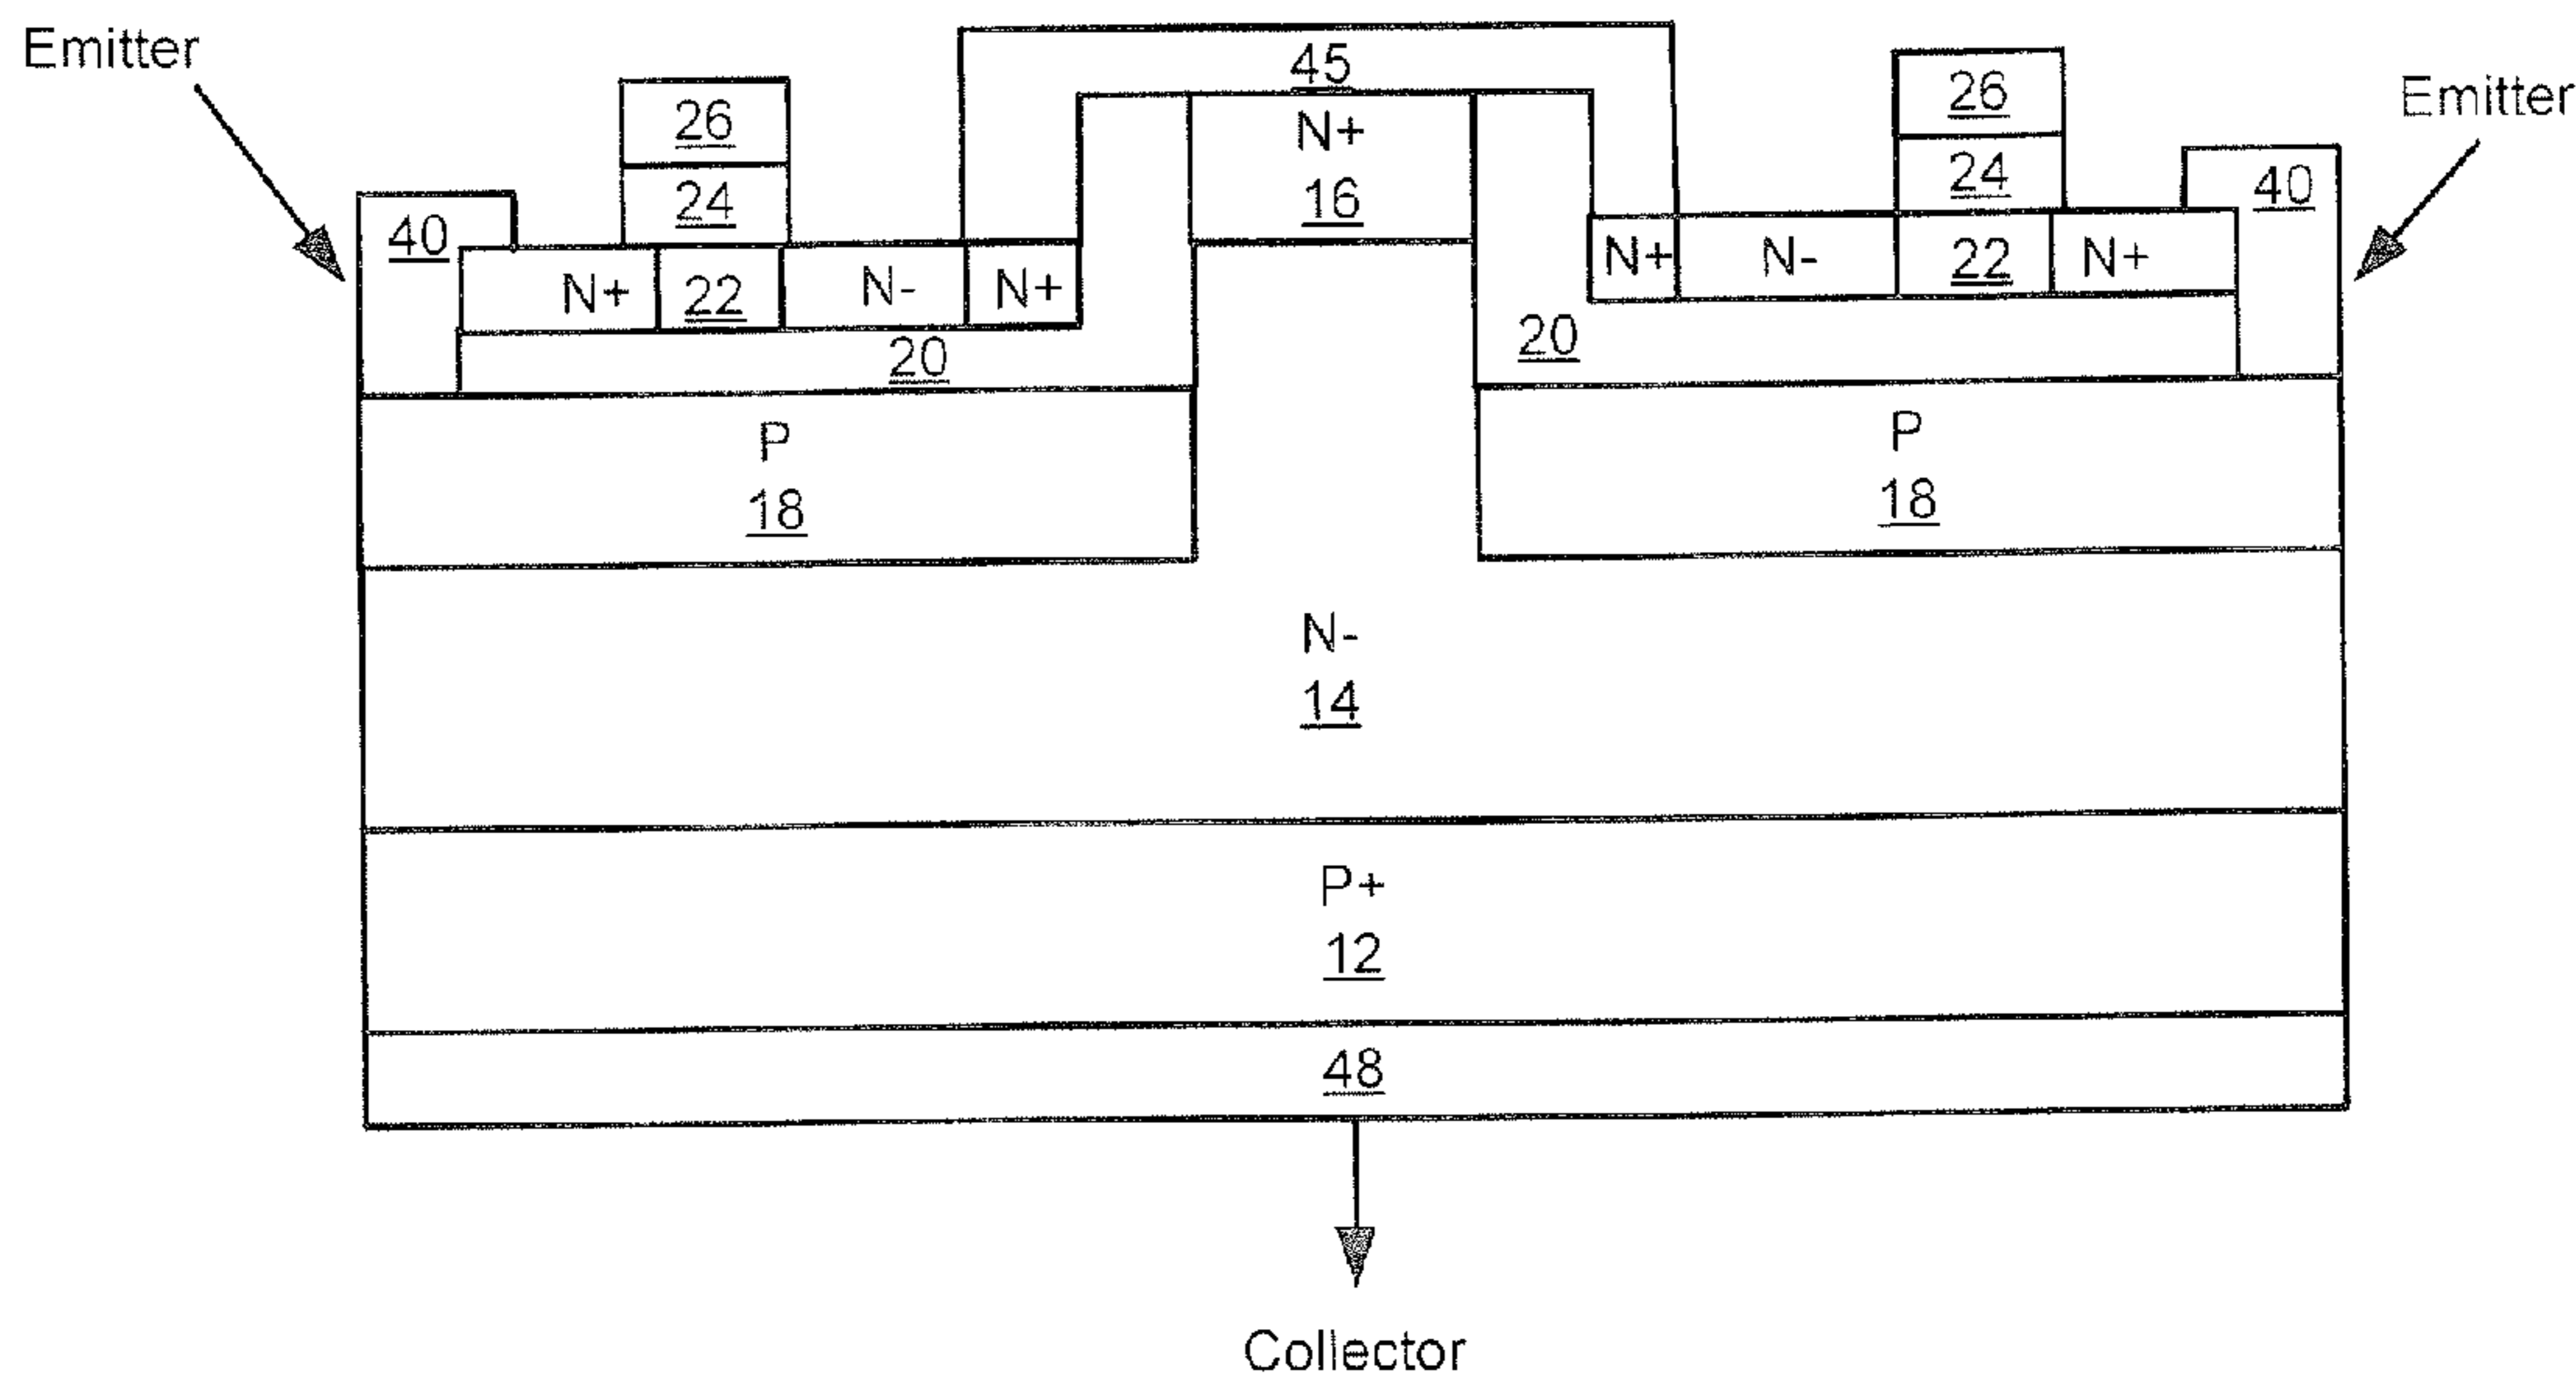 Emitter
45
26
26
Emitter
N+
24
24
16
40
40
N+
22
N-
N+
N+
N-
22
N+
20
20
P
P
18
18
N-
14
P+
12
48
Collector